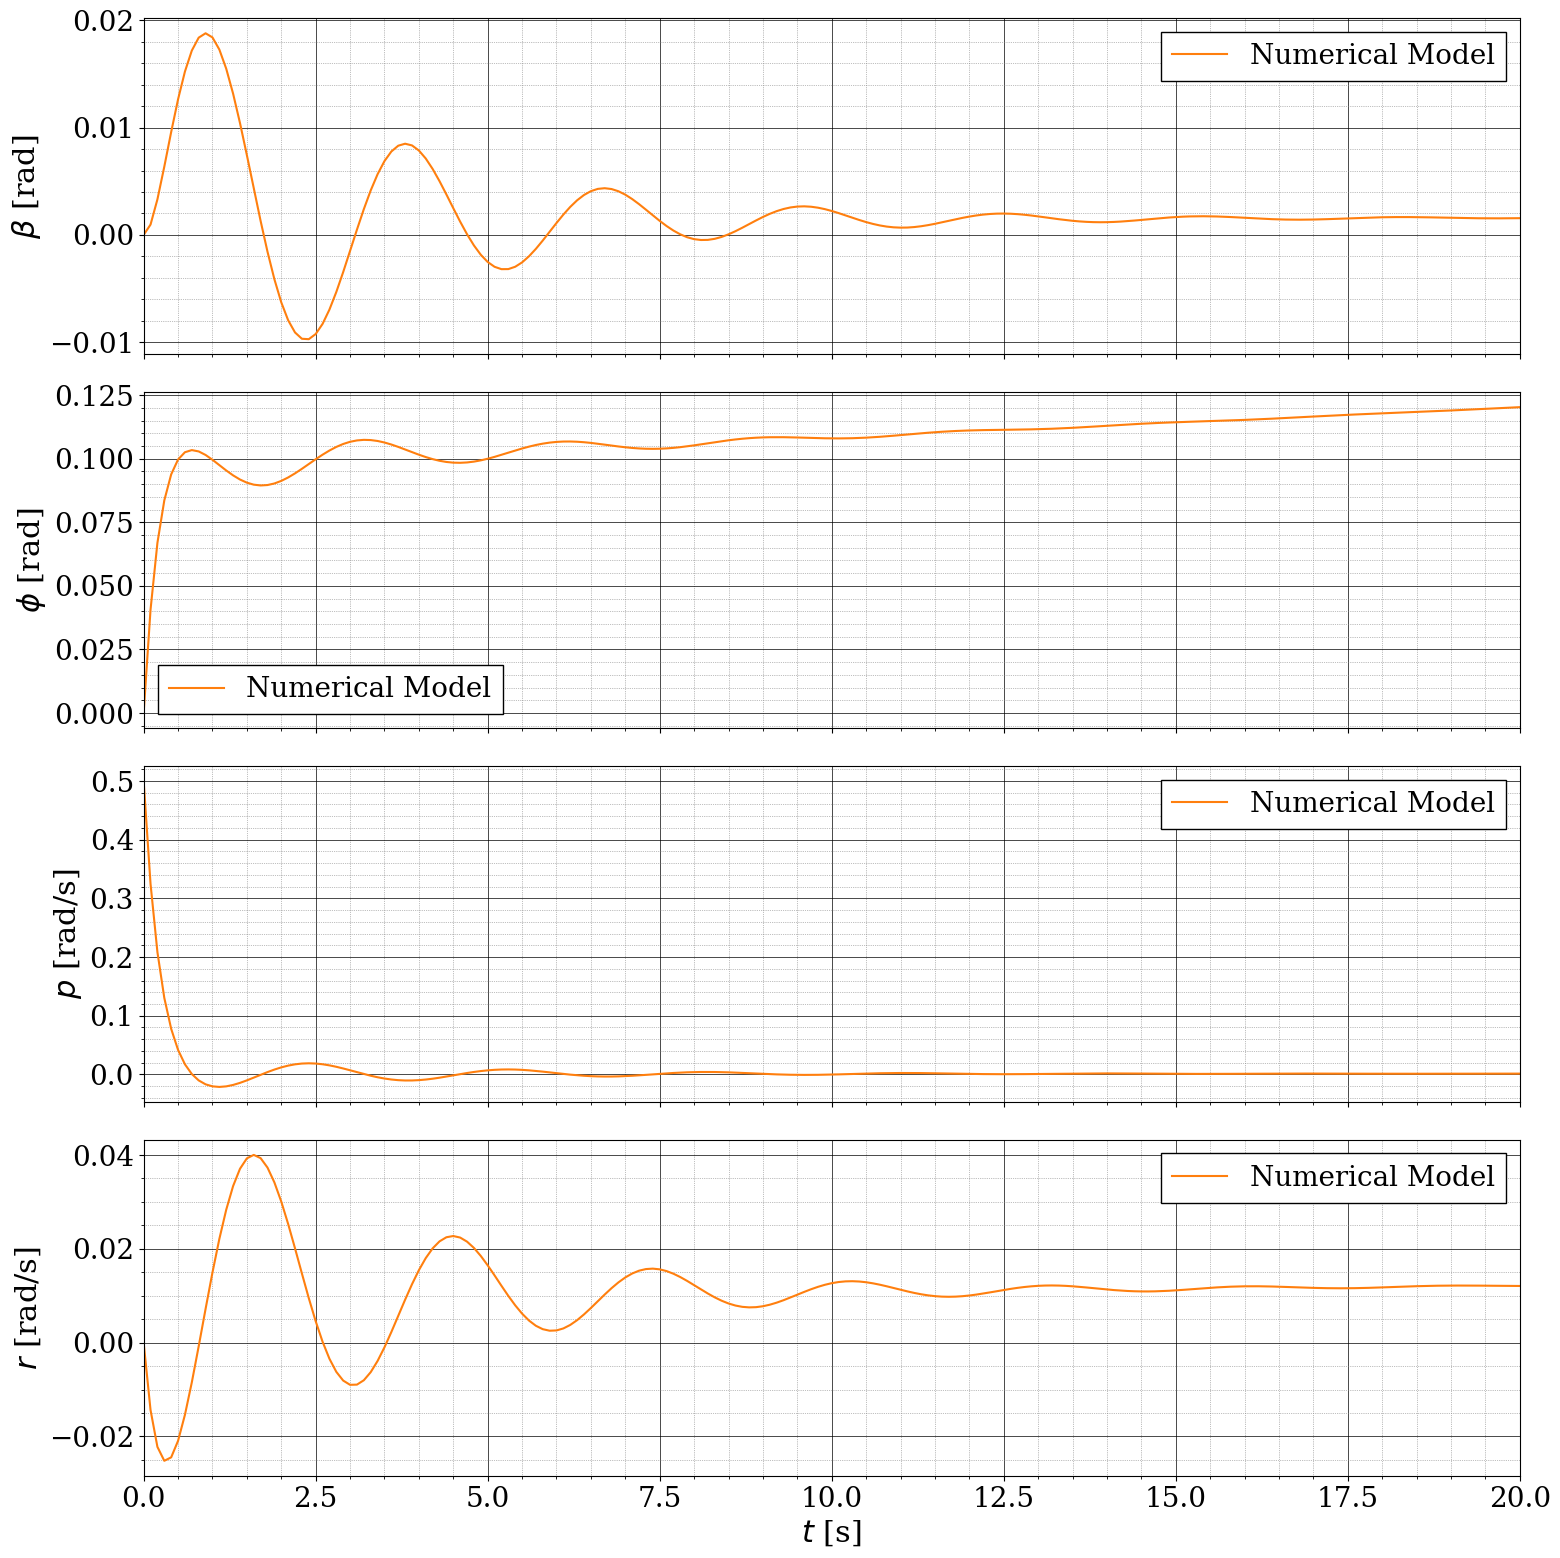 0.02
0.01
0.00
−0.01
β [rad]
Numerical Model
0.125
0.100
0.075
0.050
0.025
0.000
ϕ [rad]
Numerical Model
0.5
0.4
0.3
0.2
0.1
0.0
p [rad/s]
Numerical Model
0.04
0.02
0.00
−0.02
r [rad/s]
Numerical Model
0.0 2.5 5.0 7.5 10.0 12.5 15.0 17.5 20.0
t [s]